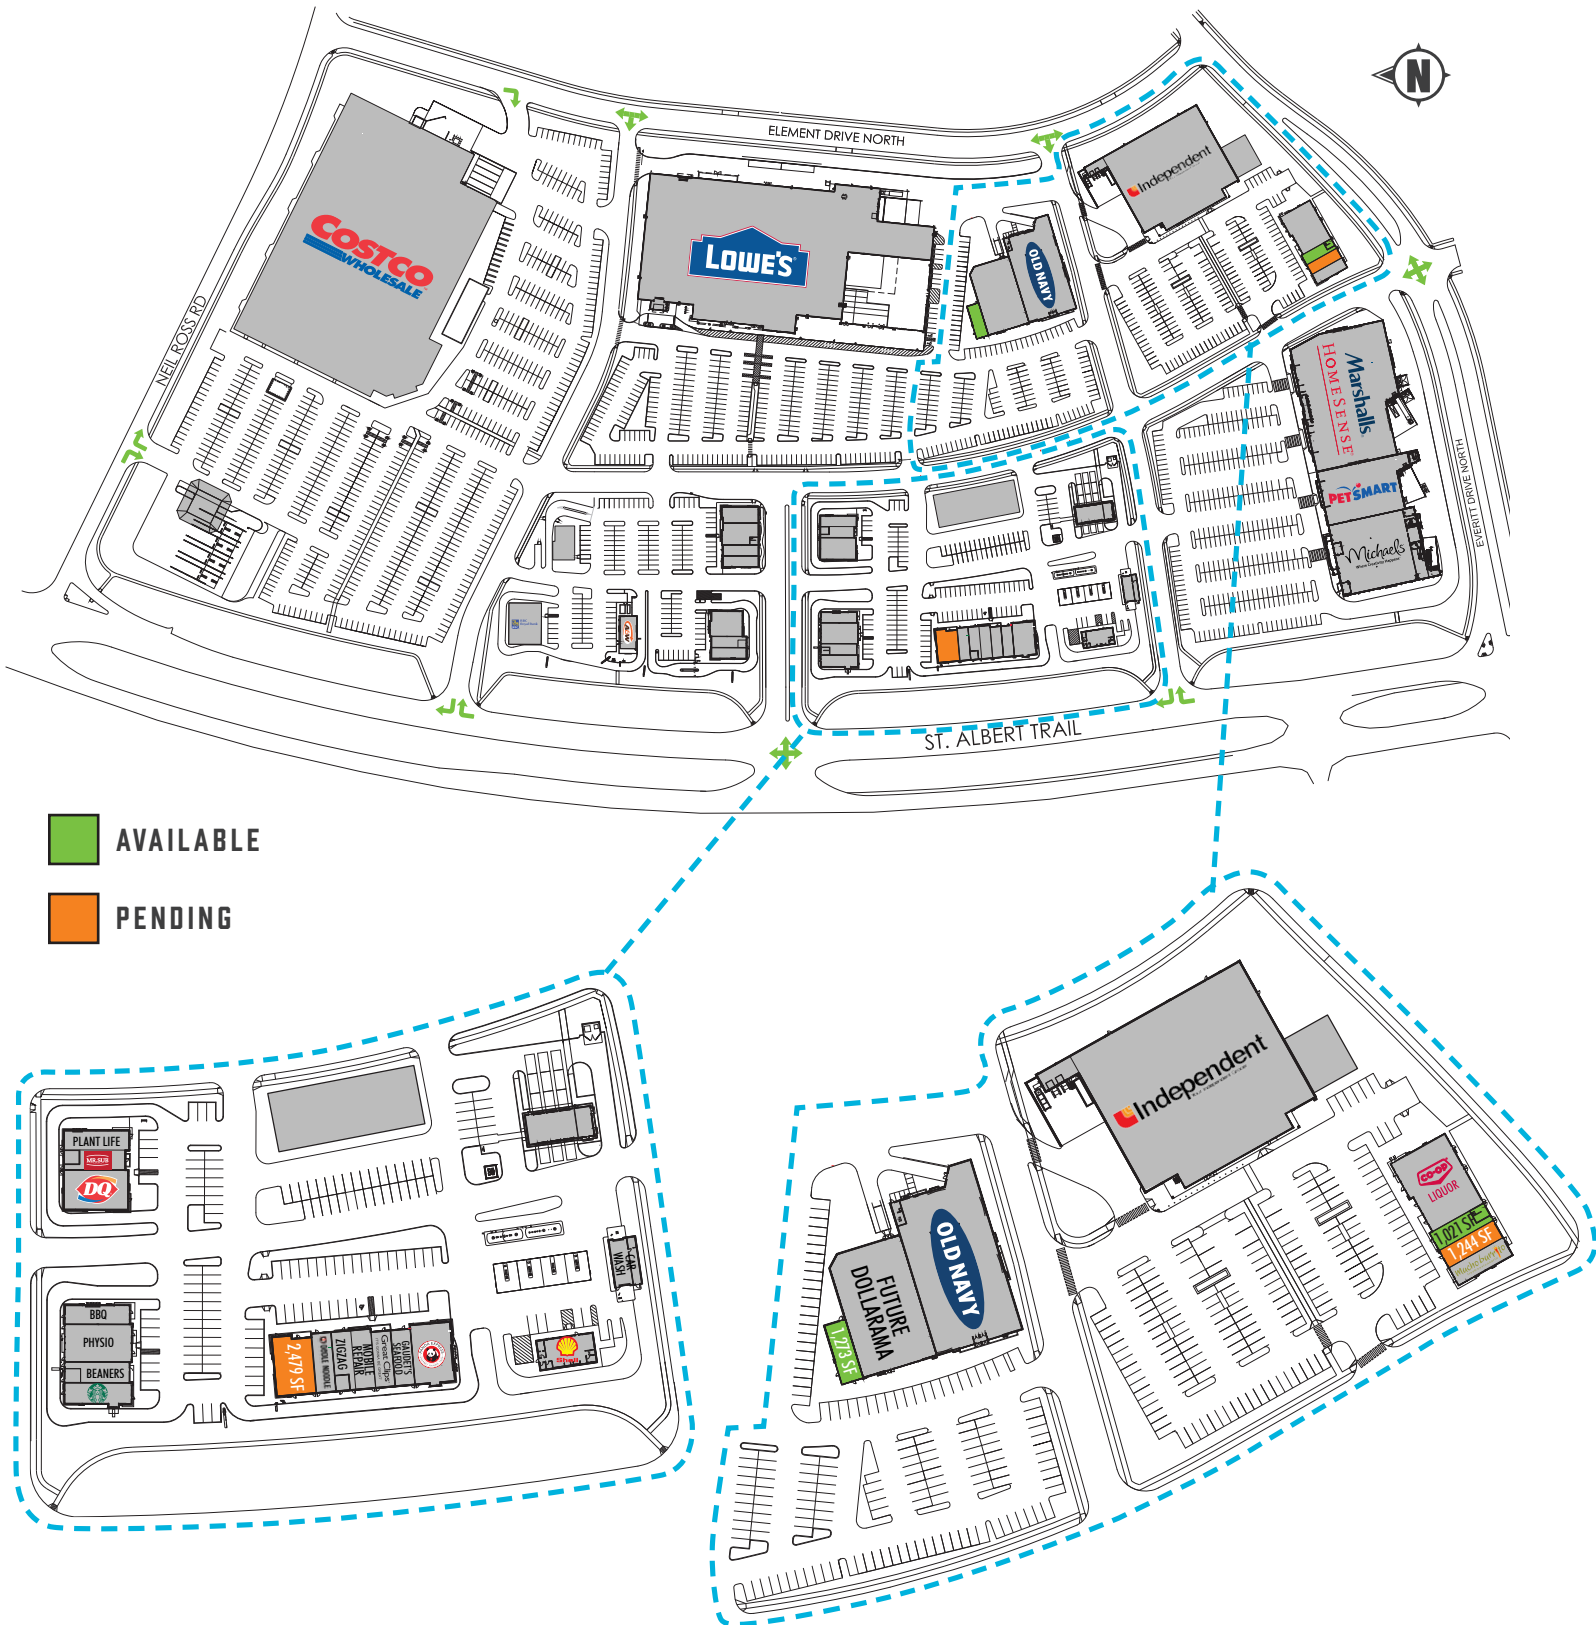 N
ELEMENT DRIVE NORTH
Independent
COSTCO
WHOLESALE
LOWE'S
OLD NAVY
NEIL ROSS RD
Marshalls
HOMESENSE
PETSMART
Michaels
EVERITT DRIVE NORTH
A&W
ST. ALBERT TRAIL
AVAILABLE
PENDING
Independent
PLANT LIFE
MR.SUB
DQ
CO-OP
LIQUOR
1,021 SF
1,244 SF
OLD NAVY
FUTURE
DOLLARAMA
1,273 SF
CAR
WASH
BBQ
PHYSIO
BEANERS
2,479 SF
ZIGZAG
MOBILE
REPAIR
Great Clips
Shell